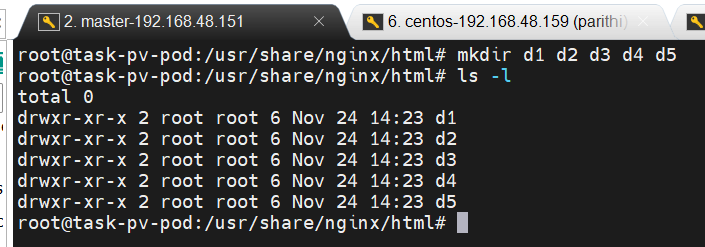 2. master-192.168.48.151
6. centos-192.168.48.159 (parithi)
root@task-pv-pod:/usr/share/nginx/html# mkdir d1 d2 d3 d4 d5
root@task-pv-pod:/usr/share/nginx/html# ls -l
total 0
drwxr-xr-x 2 root root 6 Nov 24 14:23 d1
drwxr-xr-x 2 root root 6 Nov 24 14:23 d2
drwxr-xr-x 2 root root 6 Nov 24 14:23 d3
drwxr-xr-x 2 root root 6 Nov 24 14:23 d4
drwxr-xr-x 2 root root 6 Nov 24 14:23 d5
root@task-pv-pod:/usr/share/nginx/html#